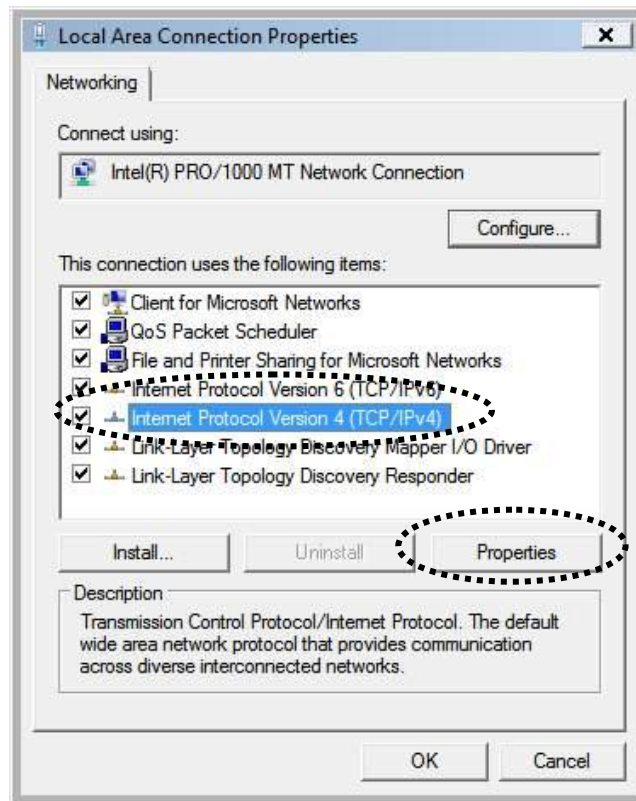 Local Area Connection Properties
Networking
Connect using:
Intel(R) PRO/1000 MT Network Connection
Configure...
This connection uses the following items:
Client for Microsoft Networks
QoS Packet Scheduler
File and Printer Sharing for Microsoft Networks
Internet Protocol Version 6 (TCP/IPv6)
Internet Protocol Version 4 (TCP/IPv4)
Link-Layer Topology Discovery Mapper I/O Driver
Link-Layer Topology Discovery Responder
Install... Uninstall Properties
Description
Transmission Control Protocol/Internet Protocol. The default
wide area network protocol that provides communication
across diverse interconnected networks.
OK Cancel